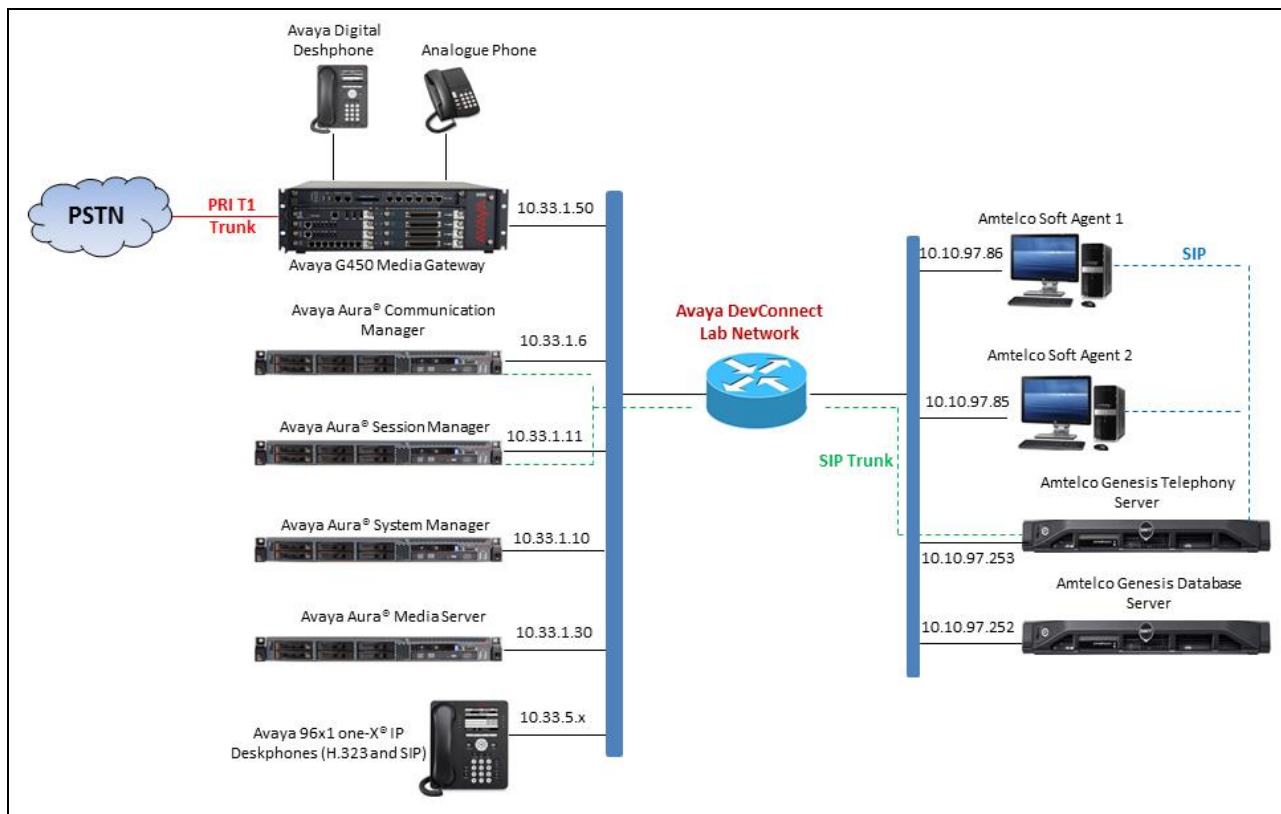 Avaya Digital
Deshphone
Analogue Phone
PSTN
PRI T1
Trunk
AVAYA
10.33.1.50
Avaya G450 Media Gateway
Avaya Aura® Communication
Manager
10.33.1.6
Avaya Aura® Session Manager
10.33.1.11
Avaya Aura® System Manager
10.33.1.10
Avaya Aura® Media Server
10.33.1.30
Avaya 96x1 one-X® IP
Deskphones (H.323 and SIP)
10.33.5.x
Avaya DevConnect
Lab Network
SIP Trunk
Amtelco Soft Agent 1
10.10.97.86
SIP
Amtelco Soft Agent 2
10.10.97.85
Amtelco Genesis Telephony
Server
10.10.97.253
Amtelco Genesis Database
Server
10.10.97.252